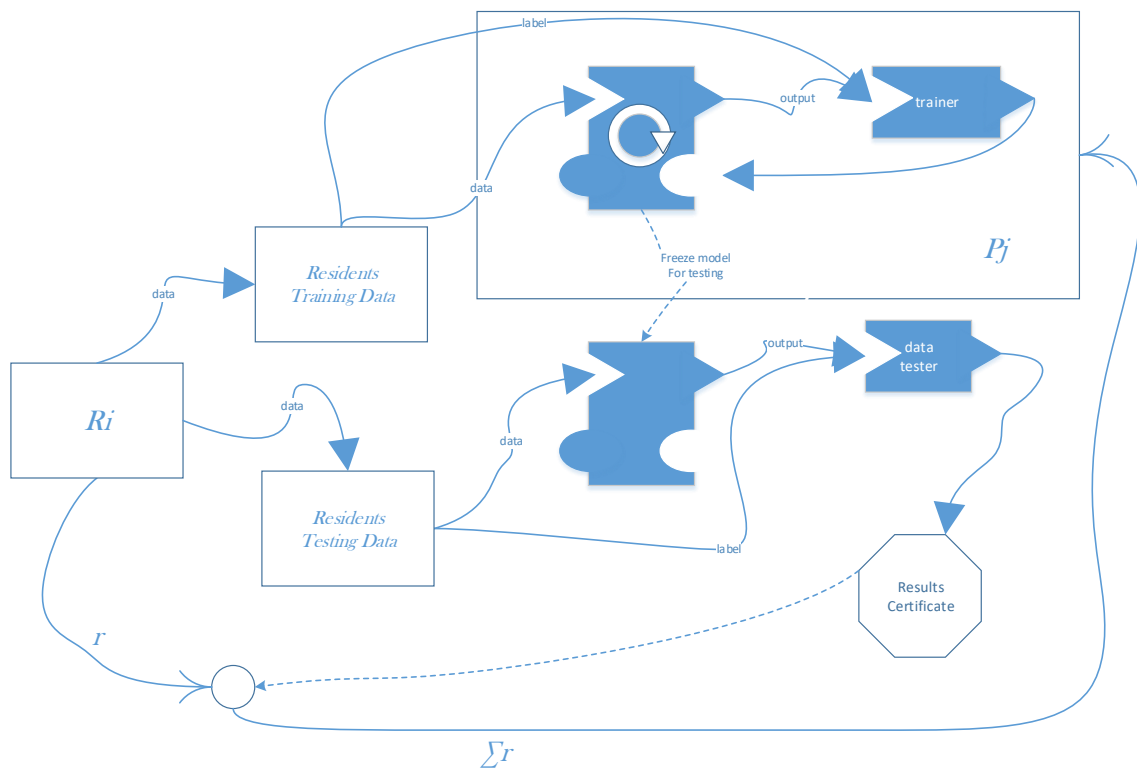 label
output
trainer
data
Pj
Freeze model
For testing
Residents
Training Data
data
output
data
tester
Ri
data
data
Residents
Testing Data
label
Results
Certificate
r
∑r